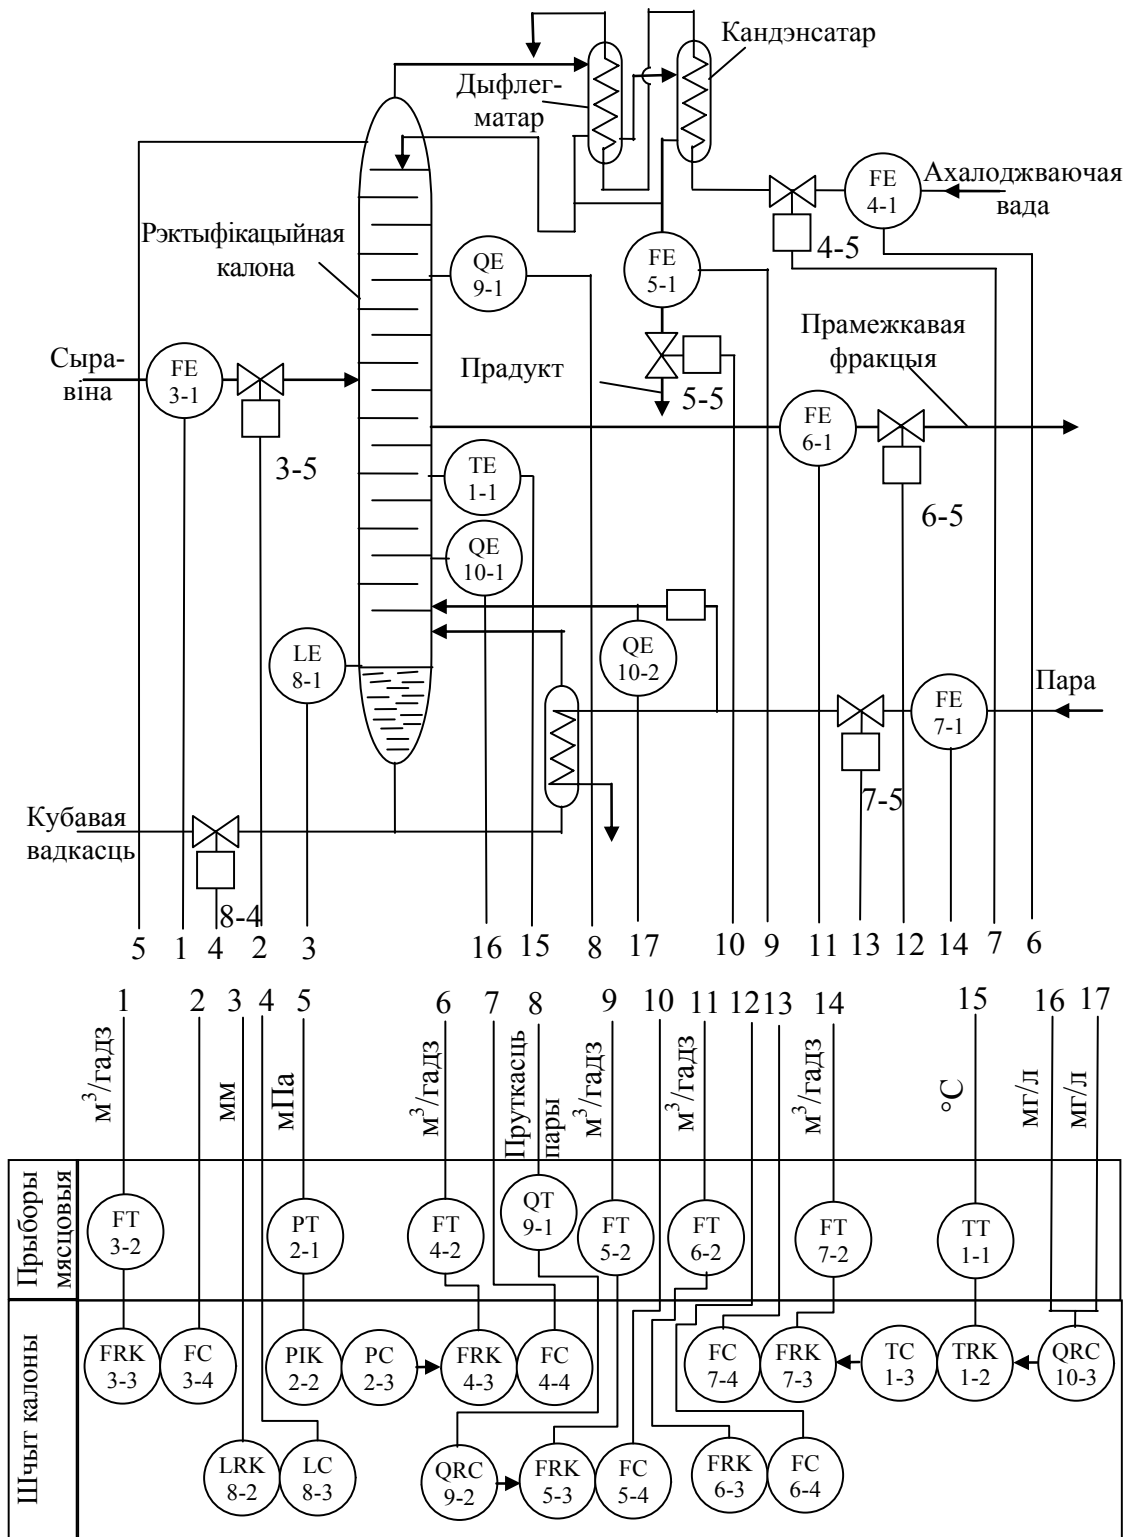 Кандэнсатар
Дыфлег-
матар
FE
4-1
Ахалоджваючая
вада
4-5
Рэктыфікацыйная
калона
QE
9-1
FE
5-1
Прамежкавая
фракцыя
Сыра-
віна
FE
3-1
3-5
Прадукт
5-5
FE
6-1
6-5
TE
1-1
QE
10-1
LE
8-1
QE
10-2
FE
7-1
Пара
7-5
Кубавая
вадкасць
8-4
5 1 4 2 3 16 15 8 17 10 9 11 13 12 14 7 6
1 2 3 4 5 6 7 8 9 10 11 12 13 14 15 16 17
м³/гадз
мм
мПа
м³/гадз
Пруткасць
пары
м³/гадз
м³/гадз
м³/гадз
°С
мг/л
мг/л
Прыборы
мясцовыя
FT
3-2
PT
2-1
FT
4-2
QT
9-1
FT
5-2
FT
6-2
FT
7-2
TT
1-1
Шчыт калоны
FRK
3-3
FC
3-4
PIK
2-2
PC
2-3
FRK
4-3
FC
4-4
FC
7-4
FRK
7-3
TC
1-3
TRK
1-2
QRC
10-3
LRK
8-2
LC
8-3
QRC
9-2
FRK
5-3
FC
5-4
FRK
6-3
FC
6-4